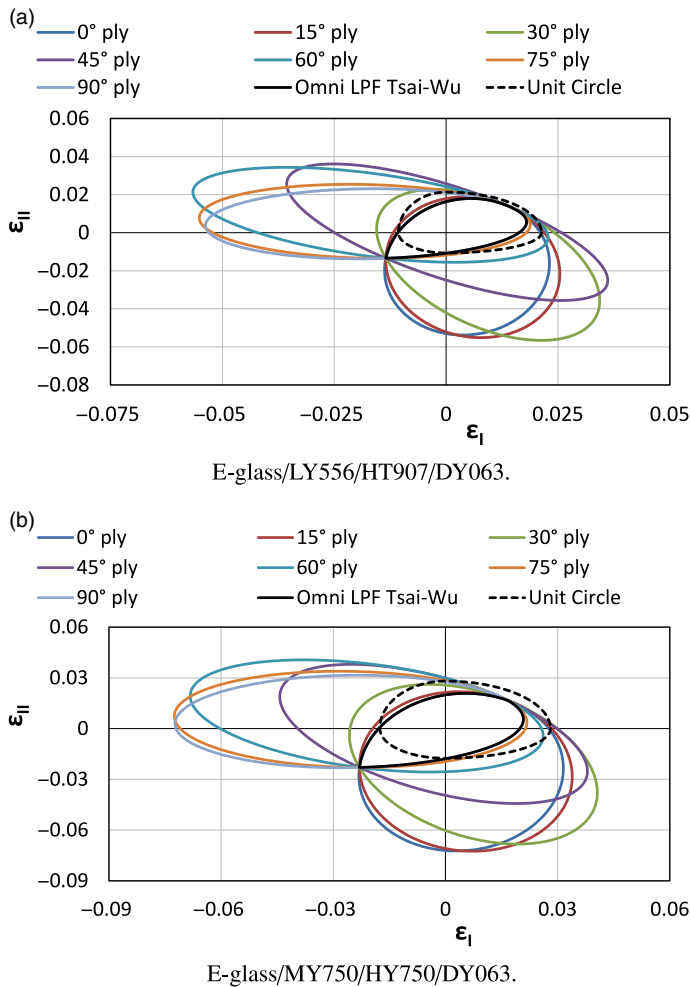 (a)
0° ply 15° ply 30° ply
45° ply 60° ply 75° ply
90° ply Omni LPF Tsai-Wu Unit Circle
0.06
0.04
0.02
0
−0.02
−0.04
−0.06
−0.08
εII
−0.075 −0.05 −0.025 0 0.025 0.05
εI
E-glass/LY556/HT907/DY063.
(b)
0° ply 15° ply 30° ply
45° ply 60° ply 75° ply
90° ply Omni LPF Tsai-Wu Unit Circle
0.06
0.03
0
−0.03
−0.06
−0.09
εII
−0.09 −0.06 −0.03 0 0.03 0.06
εI
E-glass/MY750/HY750/DY063.